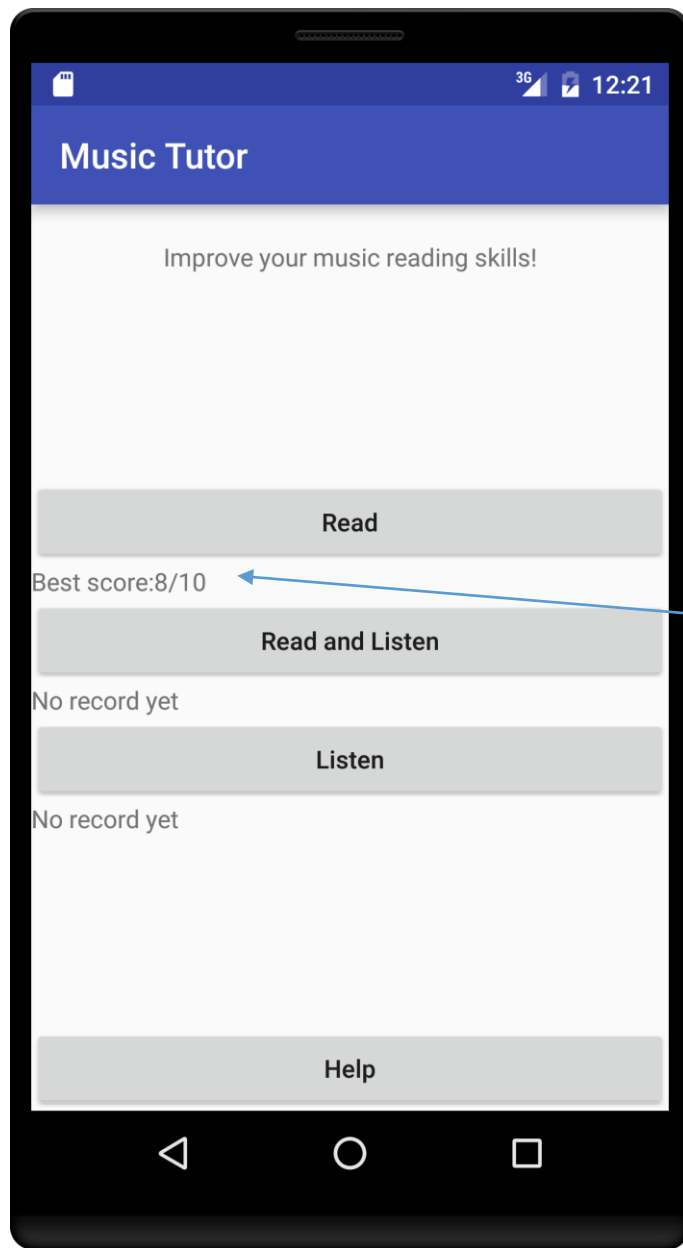 3G 12:21
Music Tutor
Improve your music reading skills!
Read
Best score:8/10
Read and Listen
No record yet
Listen
No record yet
Help